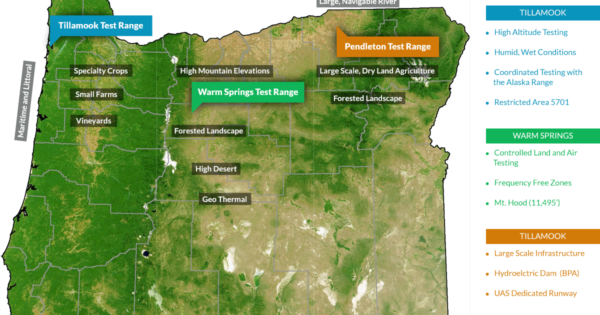 Large, Navigable River
Tillamook Test Range
Pendleton Test Range
Specialty Crops
High Mountain Elevations
Large Scale, Dry Land Agriculture
Small Farms
Warm Springs Test Range
Forested Landscape
Vineyards
Forested Landscape
Maritime and Littoral
High Desert
Geo Thermal
TILLAMOOK
High Altitude Testing
Humid, Wet Conditions
Coordinated Testing with
the Alaska Range
Restricted Area 5701
WARM SPRINGS
Controlled Land and Air
Testing
Frequency Free Zones
Mt. Hood (11,495')
TILLAMOOK
Large Scale Infrastructure
Hydroelctric Dam (BPA)
UAS Dedicated Runway